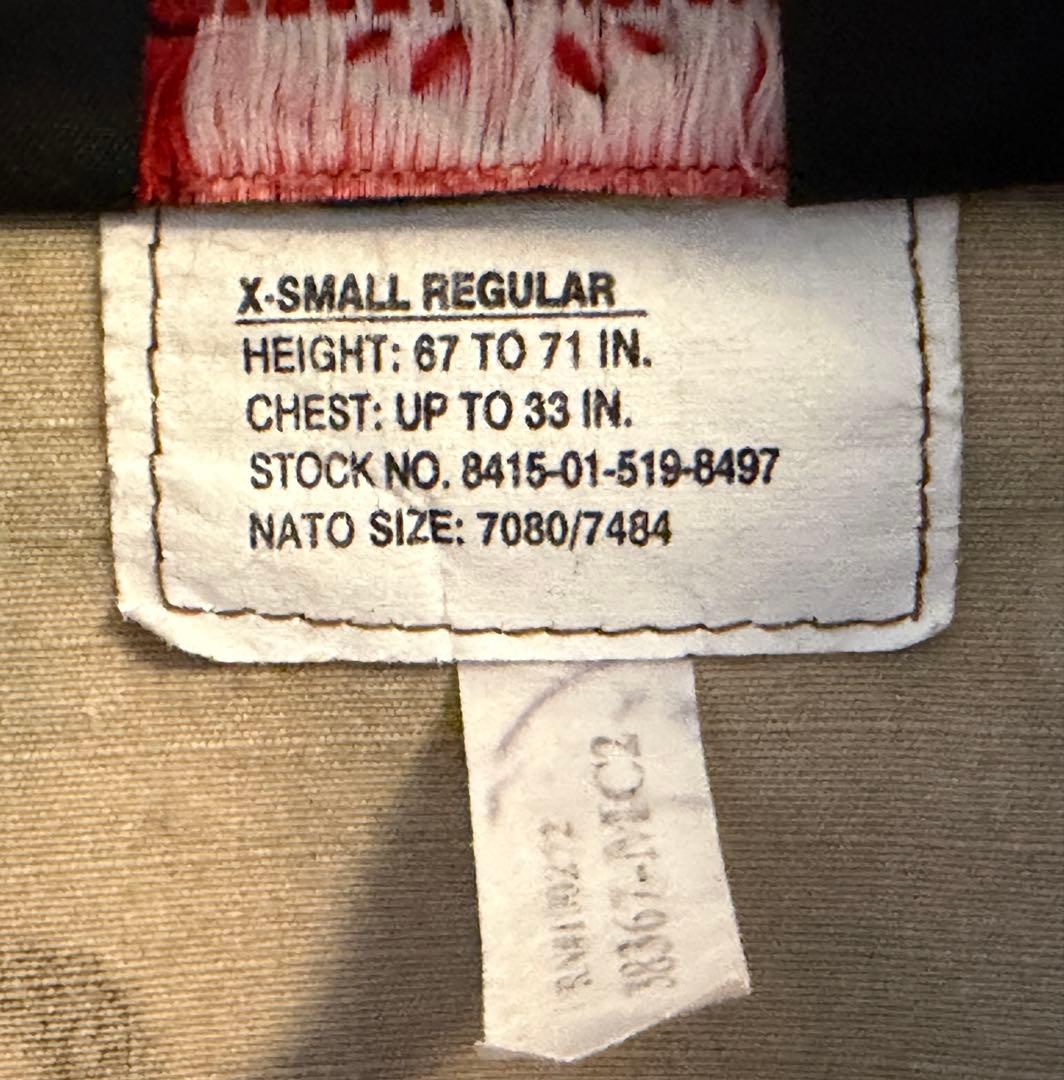 X-SMALL REGULAR
HEIGHT: 67 TO 71 IN.
CHEST: UP TO 33 IN.
STOCK NO. 8415-01-519-8497
NATO SIZE: 7080/7484